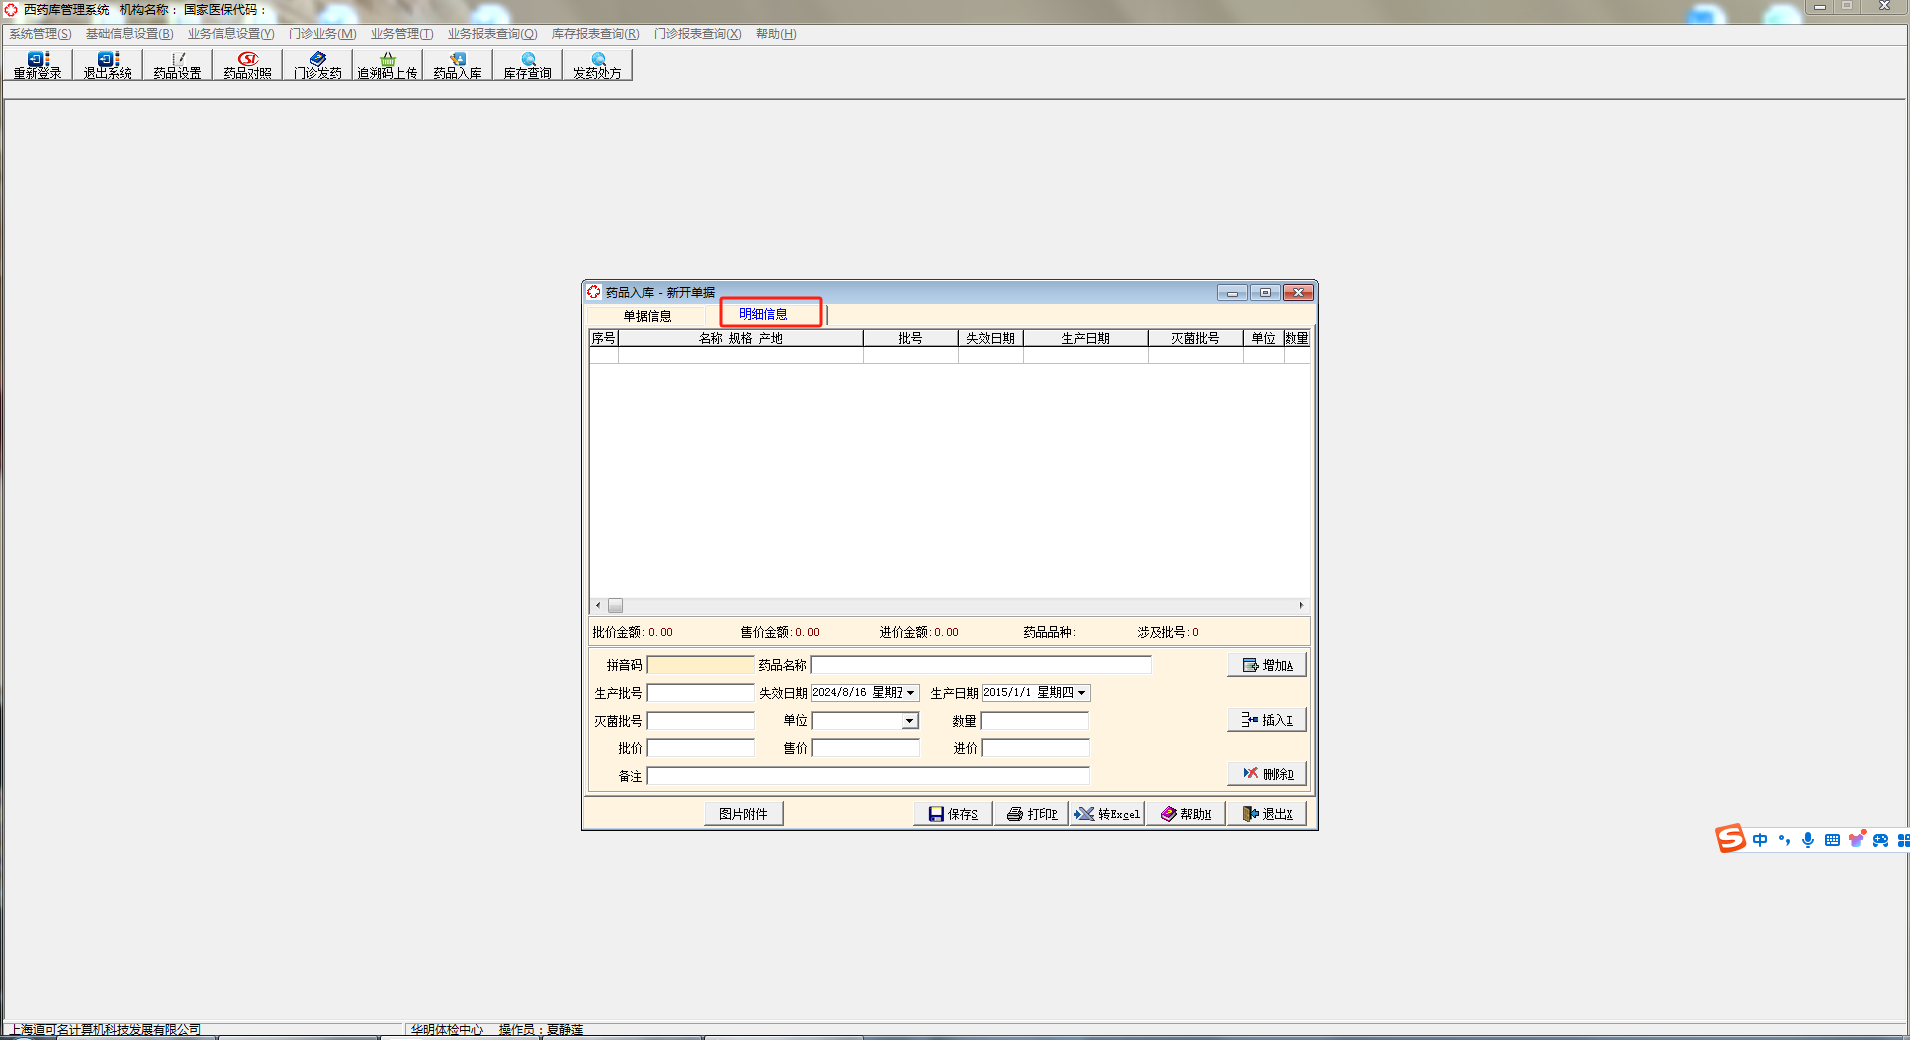 西药库管理系统 机构名称： 国家医保代码：
系统管理(S) 基础信息设置(B) 业务信息设置(Y) 门诊业务(M) 业务管理(T) 业务报表查询(Q) 库存报表查询(R) 门诊报表查询(X) 帮助(H)
重新登录 退出系统 药品设置 药品对照 门诊发药 追溯码上传 药品入库 库存查询 发药处方
药品入库 - 新开单据
单据信息 明细信息
序号 名称 规格 产地 批号 失效日期 生产日期 灭菌批号 单位 数量
批价金额:0.00 售价金额:0.00 进价金额:0.00 药品品种: 涉及批号:0
拼音码 药品名称 增加A
生产批号 失效日期 2024/8/16 星期五 生产日期 2015/1/1 星期四
灭菌批号 单位 数量 插入I
批价 售价 进价
备注 删除D
图片附件 保存S 打印P 转Excel 帮助H 退出X
中
上海道可名计算机科技发展有限公司 华明体检中心 操作员：夏静莲